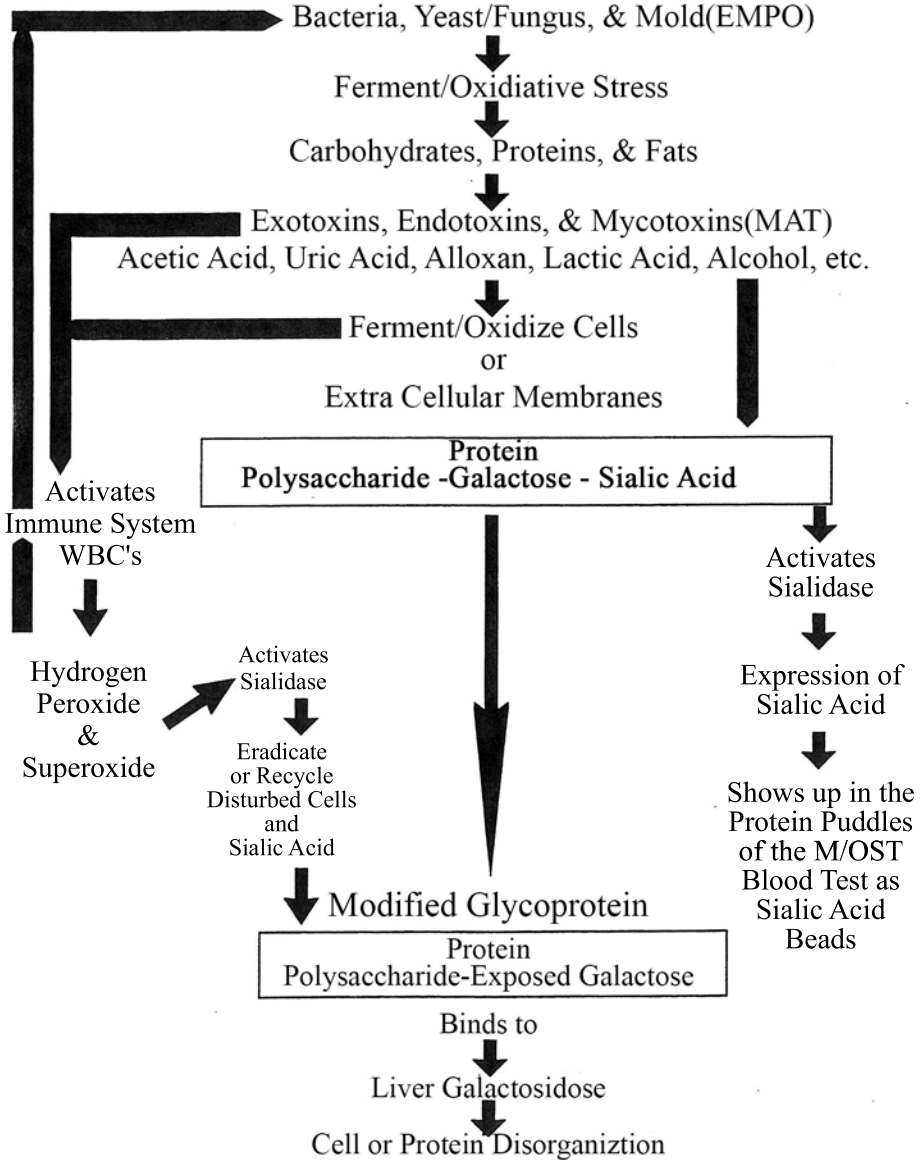 Bacteria, Yeast/Fungus, & Mold(EMPO)
Ferment/Oxidiative Stress
Carbohydrates, Proteins, & Fats
Exotoxins, Endotoxins, & Mycotoxins(MAT)
Acetic Acid, Uric Acid, Alloxan, Lactic Acid, Alcohol, etc.
Ferment/Oxidize Cells
or
Extra Cellular Membranes
Protein
Polysaccharide -Galactose - Sialic Acid
Activates
Immune System
WBC's
Hydrogen
Peroxide
&
Superoxide
Activates
Sialidase
Eradicate
or Recycle
Disturbed Cells
and
Sialic Acid
Activates
Sialidase
Expression of
Sialic Acid
Shows up in the
Protein Puddles
of the M/OST
Blood Test as
Sialic Acid
Beads
Modified Glycoprotein
Protein
Polysaccharide-Exposed Galactose
Binds to
Liver Galactosidose
Cell or Protein Disorganiztion